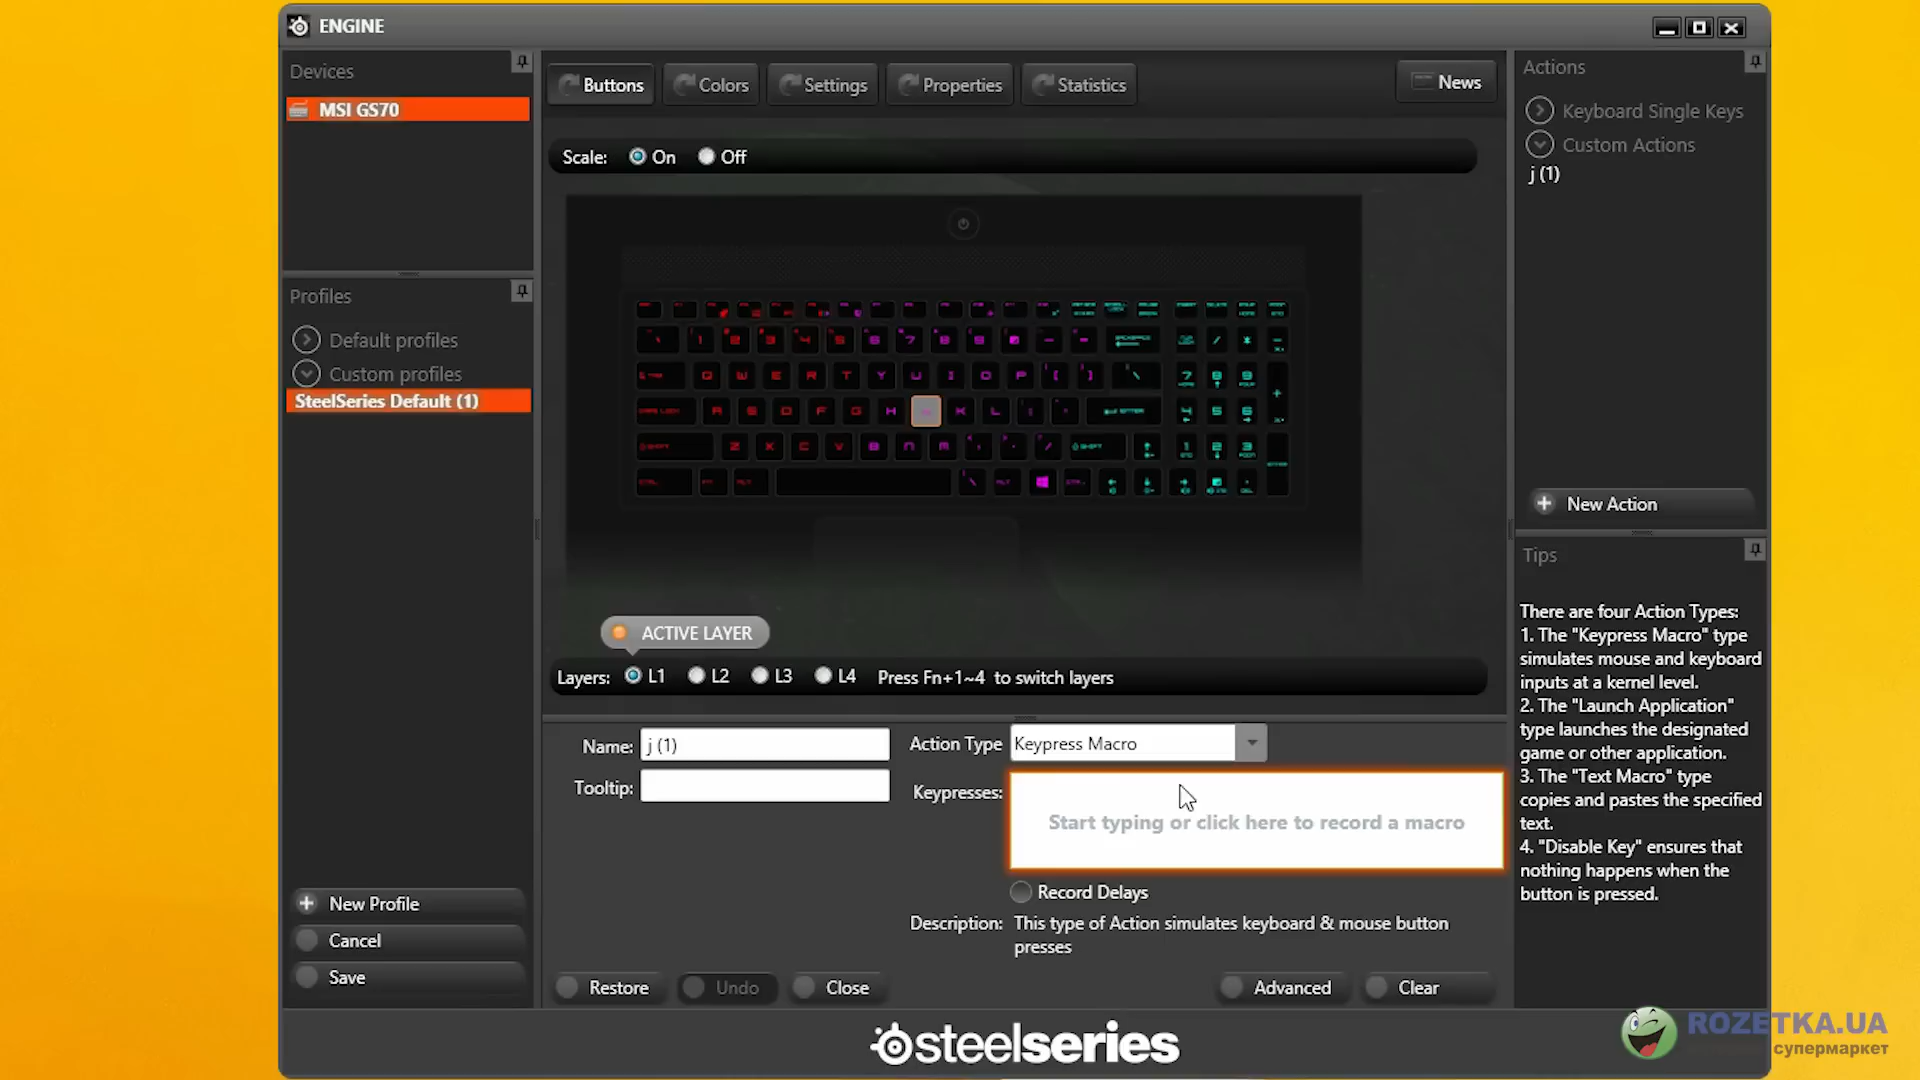 ENGINE
Devices
MSI GS70
Buttons
Colors
Settings
Properties
Statistics
News
Scale:
On
Off
Actions
Keyboard Single Keys
Custom Actions
j (1)
New Action
Profiles
Default profiles
Custom profiles
SteelSeries Default (1)
New Profile
Cancel
Save
ACTIVE LAYER
Layers:
L1
L2
L3
L4
Press Fn+1~4 to switch layers
Name:
j (1)
Action Type
Keypress Macro
Tooltip:
Keypresses:
Start typing or click here to record a macro
Record Delays
Description:
This type of Action simulates keyboard & mouse button
presses
Restore
Undo
Close
Advanced
Clear
Tips
There are four Action Types:
1. The "Keypress Macro" type
simulates mouse and keyboard
inputs at a kernel level.
2. The "Launch Application"
type launches the designated
game or other application.
3. The "Text Macro" type
copies and pastes the specified
text.
4. "Disable Key" ensures that
nothing happens when the
button is pressed.
steelseries
ROZETKA.UA
супермаркет